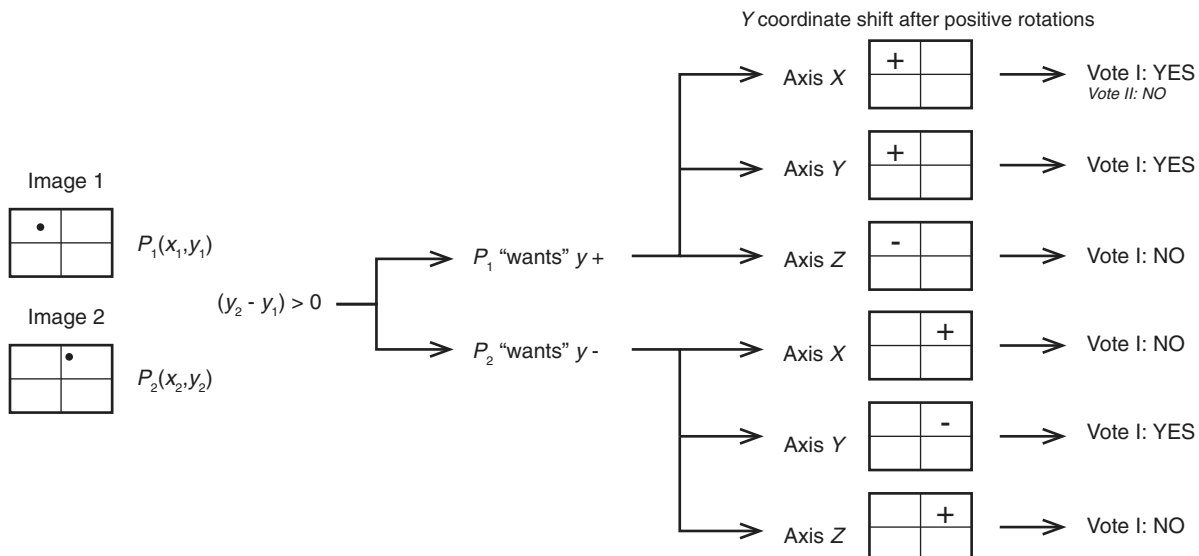 Y coordinate shift after positive rotations
Axis X
+
Vote I: YES
Vote II: NO
Axis Y
+
Vote I: YES
Image 1
P₁(x₁,y₁)
P₁ “wants” y +
Axis Z
-
Vote I: NO
(y₂ - y₁) > 0
Image 2
P₂(x₂,y₂)
P₂ “wants” y -
Axis X
+
Vote I: NO
Axis Y
-
Vote I: YES
Axis Z
+
Vote I: NO